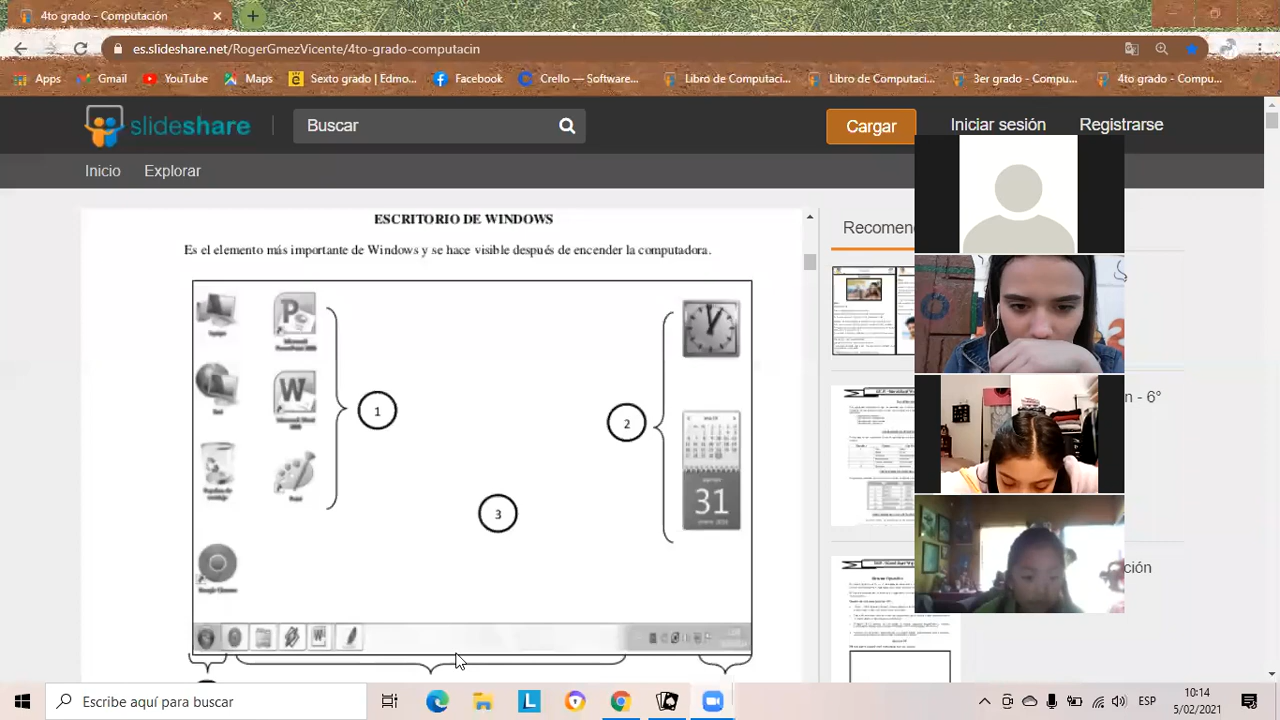 4to grado - Computación
es.slideshare.net/RogerGmezVicente/4to-grado-computacin
Apps Gmail YouTube Maps Sexto grado | Edmo... Facebook Crello — Software... Libro de Computaci... Libro de Computaci... 3er grado - Compu... 4to grado - Compu...
slideshare
Buscar
Cargar
Iniciar sesión
Registrarse
Inicio Explorar
ESCRITORIO DE WINDOWS
Es el elemento más importante de Windows y se hace visible después de encender la computadora.
Recomen
W
2
3
31
Google Chrome
n - 6°
ción
Escribe aquí para buscar
L
ESP
10:14
5/02/2021